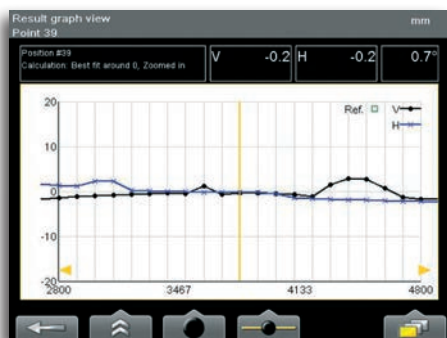 Result graph view
mm
Point 39
Position #39
Calculation: Best fit around 0, Zoomed in
V -0.2
H -0.2
0.7°
20
10
0
-10
-20
Ref.
V
H
2800
3467
4133
4800